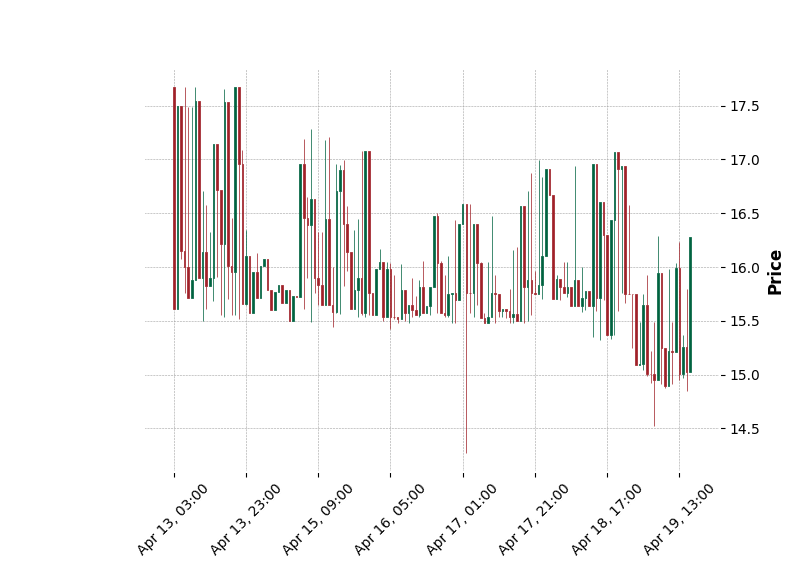 17.5
17.0
16.5
16.0
15.5
15.0
14.5
Price
Apr 13, 03:00
Apr 13, 23:00
Apr 15, 09:00
Apr 16, 05:00
Apr 17, 01:00
Apr 17, 21:00
Apr 18, 17:00
Apr 19, 13:00